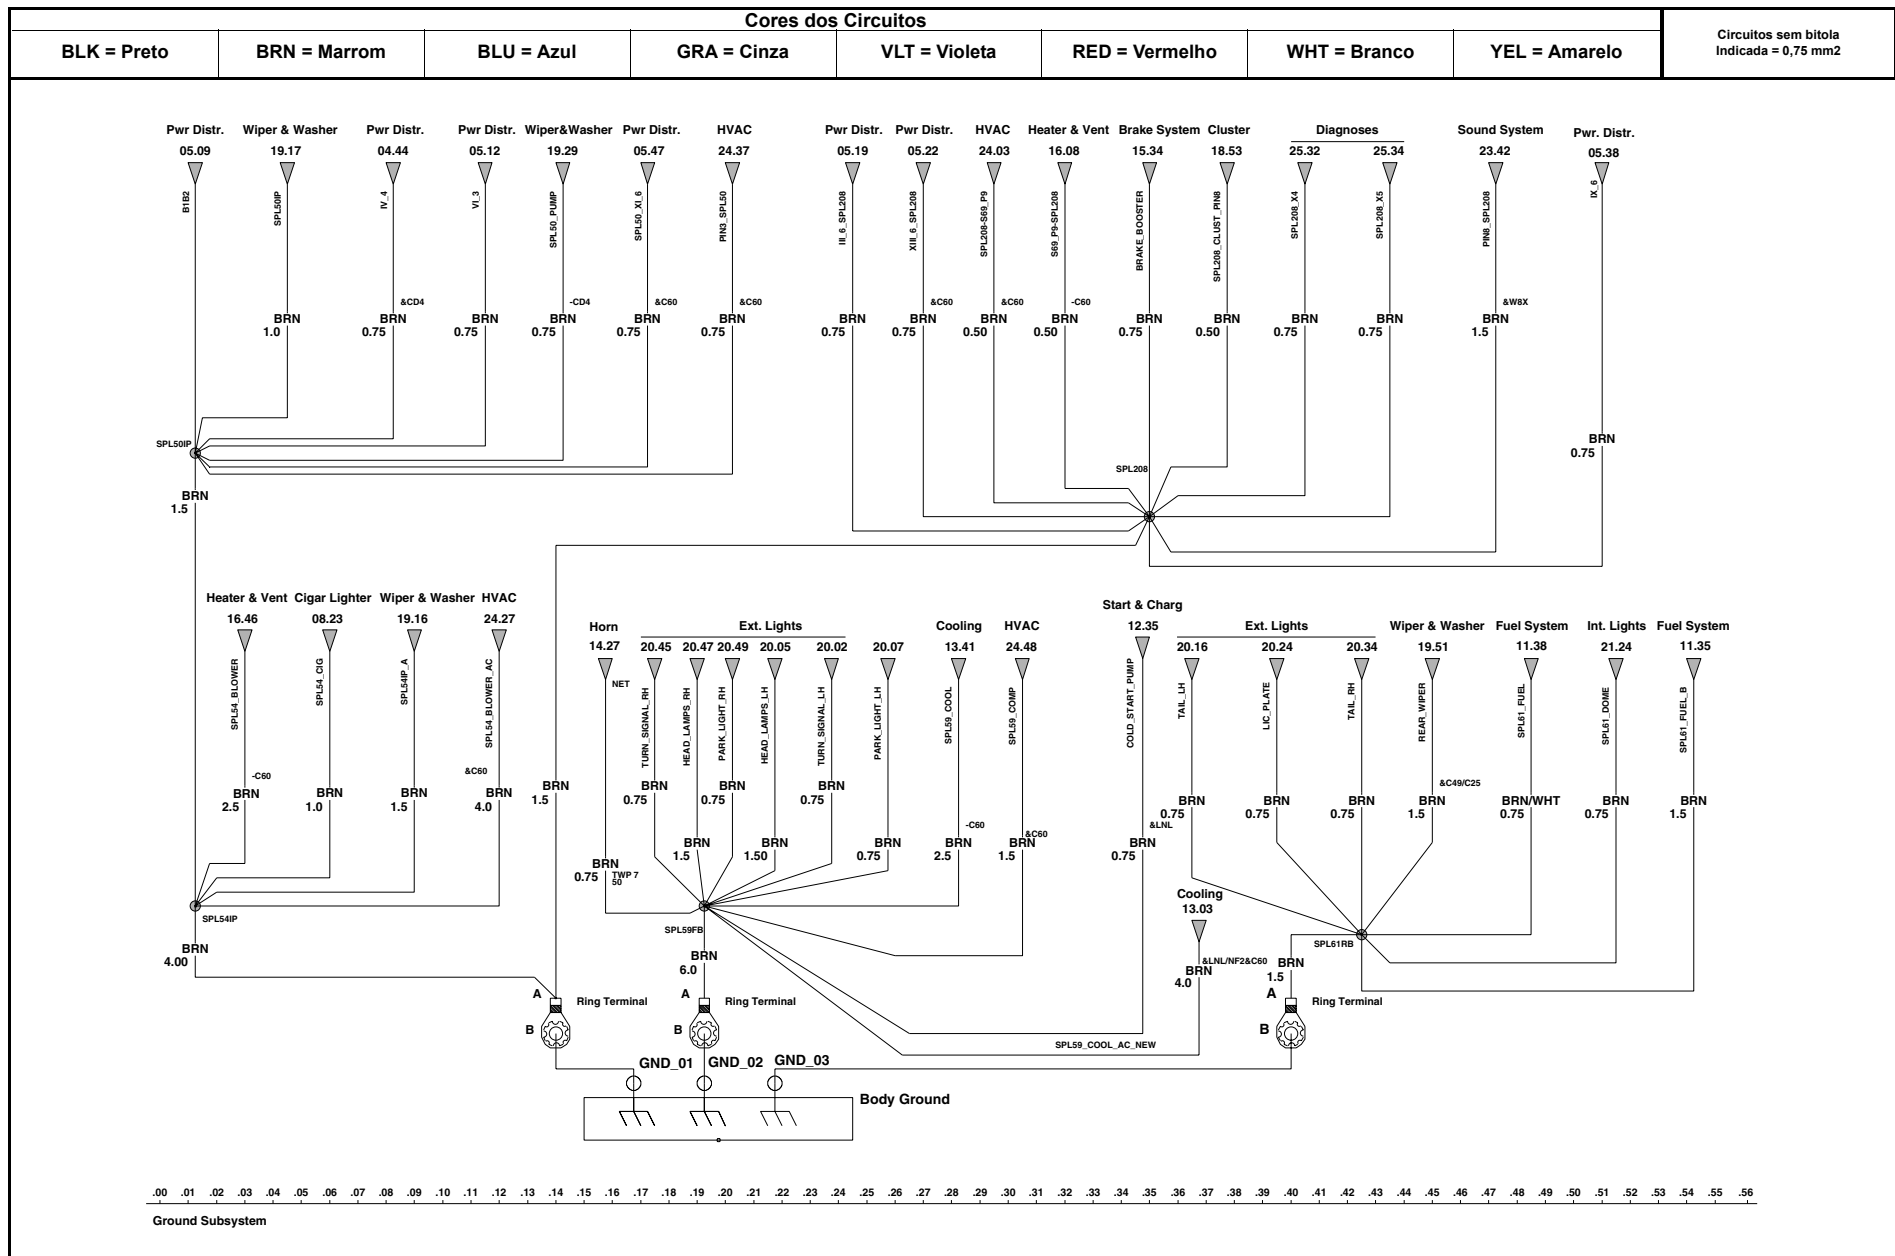 Cores dos Circuitos
BLK = Preto
BRN = Marrom
BLU = Azul
GRA = Cinza
VLT = Violeta
RED = Vermelho
WHT = Branco
YEL = Amarelo
Circuitos sem bitola
Indicada = 0,75 mm2
Pwr Distr. Wiper & Washer Pwr Distr. Pwr Distr. Wiper&Washer Pwr Distr. HVAC
05.09 19.17 04.44 05.12 19.29 05.47 24.37
B1B2 SPL50IP IV_4 VI_3 SPL50_PUMP SPL50_XI_6 PIN3_SPL50
&CD4 -CD4 &C60 &C60
BRN BRN BRN BRN BRN BRN
1.0 0.75 0.75 0.75 0.75 0.75
SPL50IP
BRN
1.5
Pwr Distr. Pwr Distr. HVAC Heater & Vent Brake System Cluster Diagnoses Sound System Pwr. Distr.
05.19 05.22 24.03 16.08 15.34 18.53 25.32 25.34 23.42 05.38
III_6_SPL208 XIII_6_SPL208 SPL208-S69_P9 S69_P9-SPL208 BRAKE_BOOSTER SPL208_CLUST_PIN8 SPL208_X4 SPL208_X5 PIN8_SPL208 IX_6
&C60 &C60 -C60 &W8X
BRN BRN BRN BRN BRN BRN BRN BRN BRN
0.75 0.75 0.50 0.50 0.75 0.50 0.75 0.75 1.5
BRN
0.75
SPL208
Heater & Vent Cigar Lighter Wiper & Washer HVAC
16.46 08.23 19.16 24.27
SPL54_BLOWER SPL54_CIG SPL54IP_A SPL54_BLOWER_AC
-C60 &C60
BRN BRN BRN BRN BRN
2.5 1.0 1.5 4.0 1.5
SPL54IP
BRN
4.00
Horn Ext. Lights Cooling HVAC
14.27 20.45 20.47 20.49 20.05 20.02 20.07 13.41 24.48
NET TURN_SIGNAL_RH HEAD_LAMPS_RH PARK_LIGHT_RH HEAD_LAMPS_LH TURN_SIGNAL_LH PARK_LIGHT_LH SPL59_COOL SPL59_COMP
BRN BRN BRN
0.75 0.75 0.75
-C60 &C60
BRN BRN BRN BRN BRN
1.5 1.50 0.75 2.5 1.5
BRN
0.75 TWP 7
50
SPL59FB
BRN
6.0
Start & Charg
12.35
COLD_START_PUMP
&LNL
BRN
0.75
Cooling
13.03
&LNL/NF2&C60
BRN
4.0
SPL59_COOL_AC_NEW
Ext. Lights Wiper & Washer Fuel System Int. Lights Fuel System
20.16 20.24 20.34 19.51 11.38 21.24 11.35
TAIL_LH LIC_PLATE TAIL_RH REAR_WIPER SPL61_FUEL SPL61_DOME SPL61_FUEL_B
&C49/C25
BRN BRN BRN BRN BRN/WHT BRN BRN
0.75 0.75 0.75 1.5 0.75 0.75 1.5
SPL61RB
BRN
1.5
A Ring Terminal A Ring Terminal A Ring Terminal
B B B
GND_01 GND_02 GND_03
Body Ground
.00 .01 .02 .03 .04 .05 .06 .07 .08 .09 .10 .11 .12 .13 .14 .15 .16 .17 .18 .19 .20 .21 .22 .23 .24 .25 .26 .27 .28 .29 .30 .31 .32 .33 .34 .35 .36 .37 .38 .39 .40 .41 .42 .43 .44 .45 .46 .47 .48 .49 .50 .51 .52 .53 .54 .55 .56
Ground Subsystem